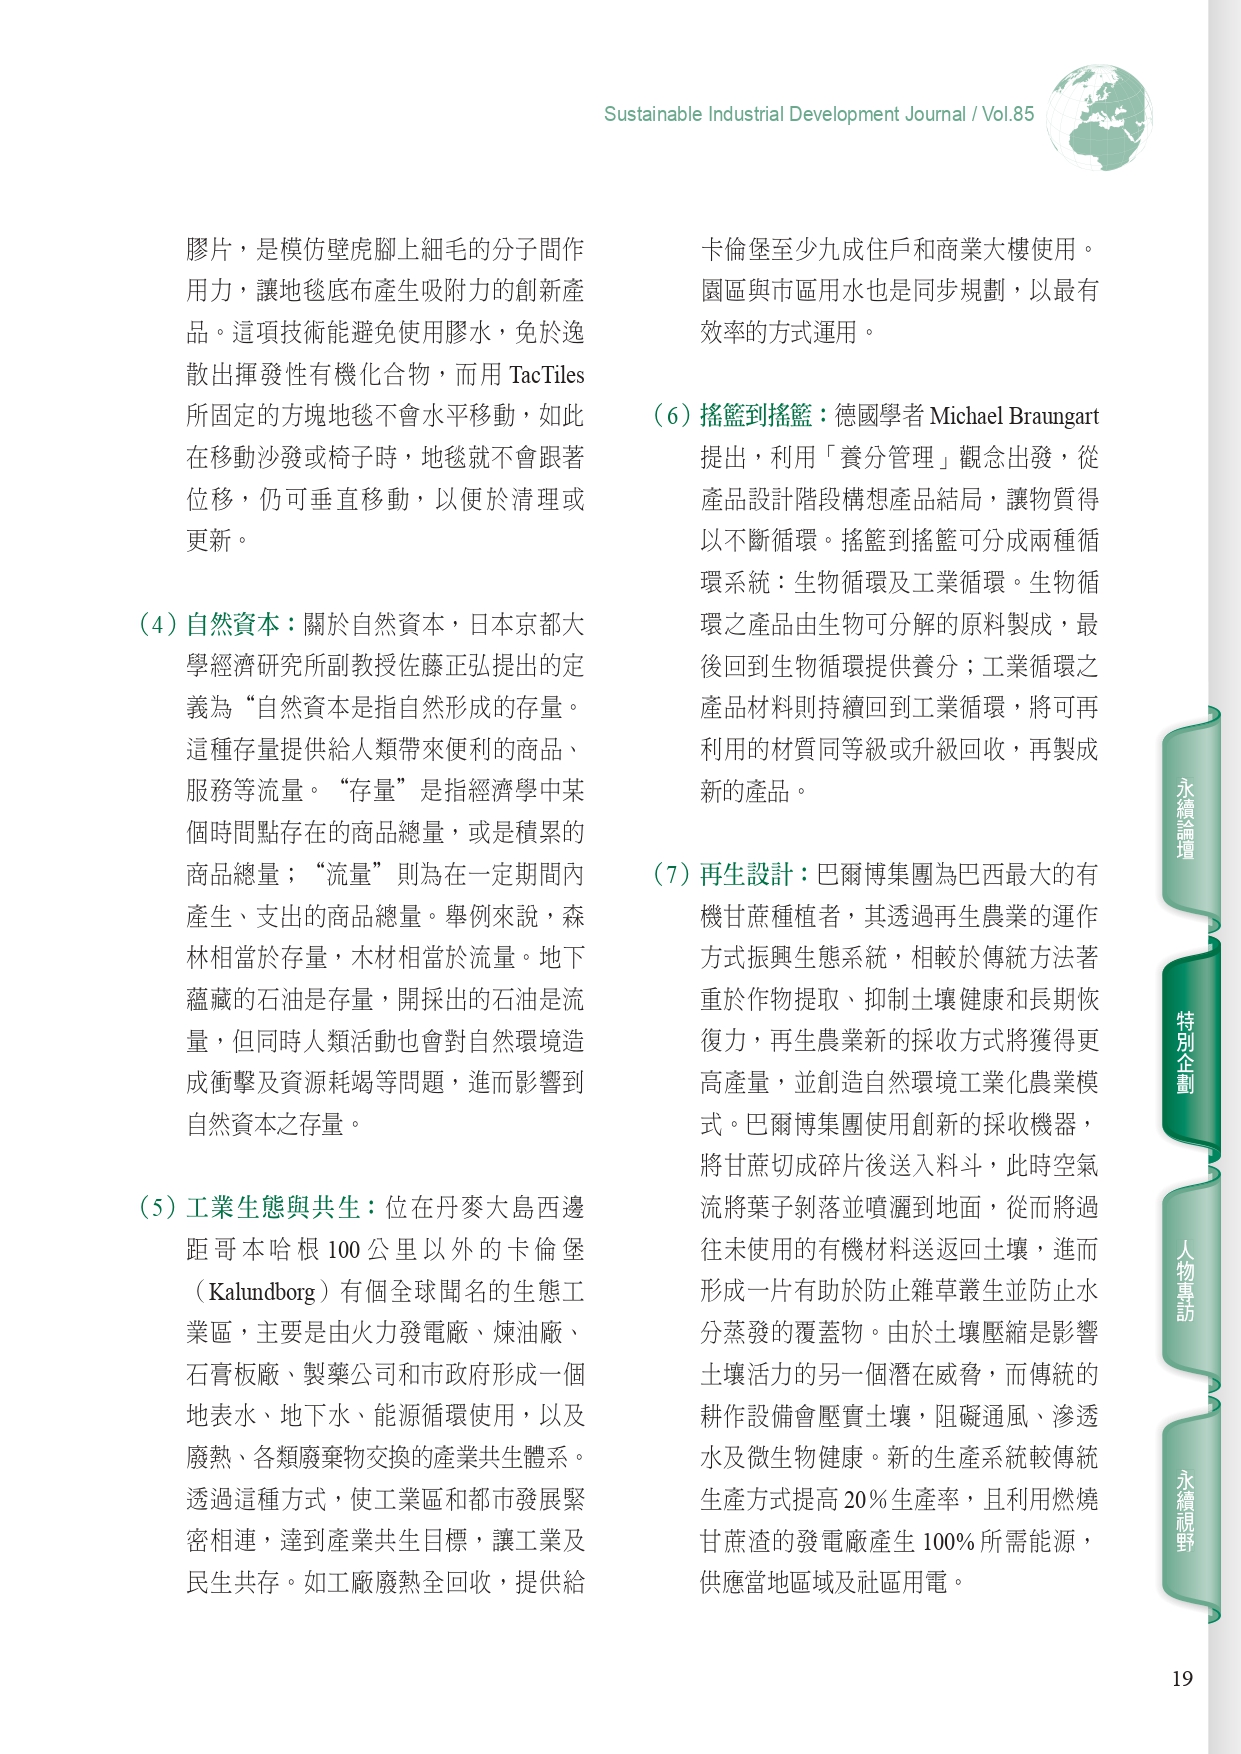 Sustainable Industrial Development Journal / Vol.85
膠片，是模仿壁虎腳上細毛的分子間作
用力，讓地毯底布產生吸附力的創新產
品。這項技術能避免使用膠水，免於逸
散出揮發性有機化合物，而用 TacTiles
所固定的方塊地毯不會水平移動，如此
在移動沙發或椅子時，地毯就不會跟著
位移，仍可垂直移動，以便於清理或
更新。
（4）自然資本：關於自然資本，日本京都大
學經濟研究所副教授佐藤正弘提出的定
義為“自然資本是指自然形成的存量。
這種存量提供給人類帶來便利的商品、
服務等流量。“存量”是指經濟學中某
個時間點存在的商品總量，或是積累的
商品總量；“流量”則為在一定期間內
產生、支出的商品總量。舉例來說，森
林相當於存量，木材相當於流量。地下
蘊藏的石油是存量，開採出的石油是流
量，但同時人類活動也會對自然環境造
成衝擊及資源耗竭等問題，進而影響到
自然資本之存量。
（5）工業生態與共生：位在丹麥大島西邊
距哥本哈根 100 公里以外的卡倫堡
（Kalundborg）有個全球聞名的生態工
業區，主要是由火力發電廠、煉油廠、
石膏板廠、製藥公司和市政府形成一個
地表水、地下水、能源循環使用，以及
廢熱、各類廢棄物交換的產業共生體系。
透過這種方式，使工業區和都市發展緊
密相連，達到產業共生目標，讓工業及
民生共存。如工廠廢熱全回收，提供給
卡倫堡至少九成住戶和商業大樓使用。
園區與市區用水也是同步規劃，以最有
效率的方式運用。
（6）搖籃到搖籃：德國學者 Michael Braungart
提出，利用「養分管理」觀念出發，從
產品設計階段構想產品結局，讓物質得
以不斷循環。搖籃到搖籃可分成兩種循
環系統：生物循環及工業循環。生物循
環之產品由生物可分解的原料製成，最
後回到生物循環提供養分；工業循環之
產品材料則持續回到工業循環，將可再
利用的材質同等級或升級回收，再製成
新的產品。
（7）再生設計：巴爾博集團為巴西最大的有
機甘蔗種植者，其透過再生農業的運作
方式振興生態系統，相較於傳統方法著
重於作物提取、抑制土壤健康和長期恢
復力，再生農業新的採收方式將獲得更
高產量，並創造自然環境工業化農業模
式。巴爾博集團使用創新的採收機器，
將甘蔗切成碎片後送入料斗，此時空氣
流將葉子剝落並噴灑到地面，從而將過
往未使用的有機材料送返回土壤，進而
形成一片有助於防止雜草叢生並防止水
分蒸發的覆蓋物。由於土壤壓縮是影響
土壤活力的另一個潛在威脅，而傳統的
耕作設備會壓實土壤，阻礙通風、滲透
水及微生物健康。新的生產系統較傳統
生產方式提高 20％生產率，且利用燃燒
甘蔗渣的發電廠產生 100% 所需能源，
供應當地區域及社區用電。
永續論壇
特別企劃
人物專訪
永續視野
19